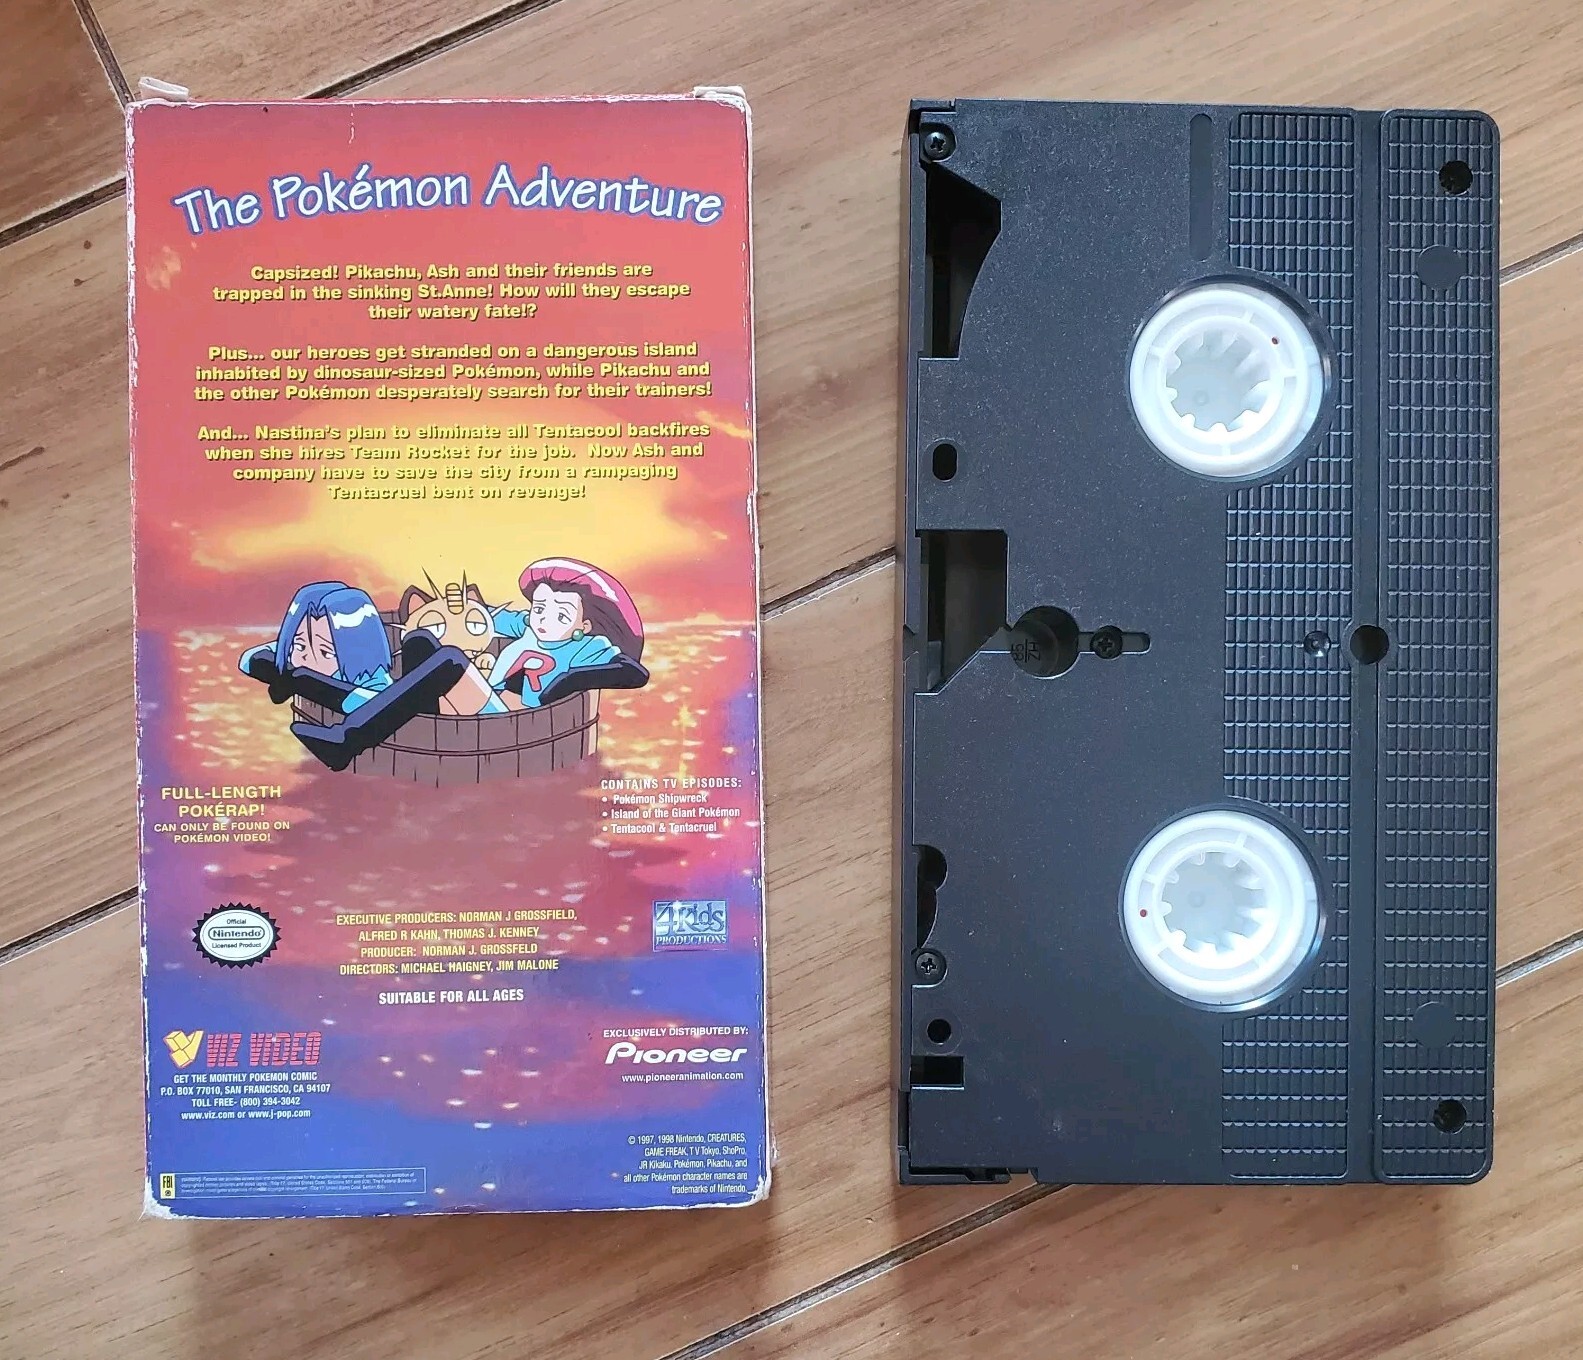 The Pokémon Adventure
Capsized! Pikachu, Ash and their friends are
trapped in the sinking St.Anne! How will they escape
their watery fate!?
Plus... our heroes get stranded on a dangerous island
inhabited by dinosaur-sized Pokémon, while Pikachu and
the other Pokémon desperately search for their trainers!
And... Nastina's plan to eliminate all Tentacool backfires
when she hires Team Rocket for the job. Now Ash and
company have to save the city from a rampaging
Tentacruel bent on revenge!
R
FULL-LENGTH
POKÉRAP!
CAN ONLY BE FOUND ON
POKÉMON VIDEO!
CONTAINS TV EPISODES:
• Pokémon Shipwreck
• Island of the Giant Pokémon
• Tentacool & Tentacruel
Official
Nintendo
Licensed Product
EXECUTIVE PRODUCERS: NORMAN J GROSSFIELD,
ALFRED R KAHN, THOMAS J. KENNEY
PRODUCER: NORMAN J. GROSSFELD
DIRECTORS: MICHAEL HAIGNEY, JIM MALONE
SUITABLE FOR ALL AGES
4Kids
PRODUCTIONS
VIZ VIDEO
GET THE MONTHLY POKEMON COMIC
P.O. BOX 77010, SAN FRANCISCO, CA 94107
TOLL FREE- (800) 394-3042
www.viz.com or www.j-pop.com
EXCLUSIVELY DISTRIBUTED BY:
Pioneer
www.pioneeranimation.com
© 1997, 1998 Nintendo, CREATURES,
GAME FREAK, TV Tokyo, ShoPro,
JR Kikaku. Pokémon, Pikachu, and
all other Pokémon character names are
trademarks of Nintendo.
FBI